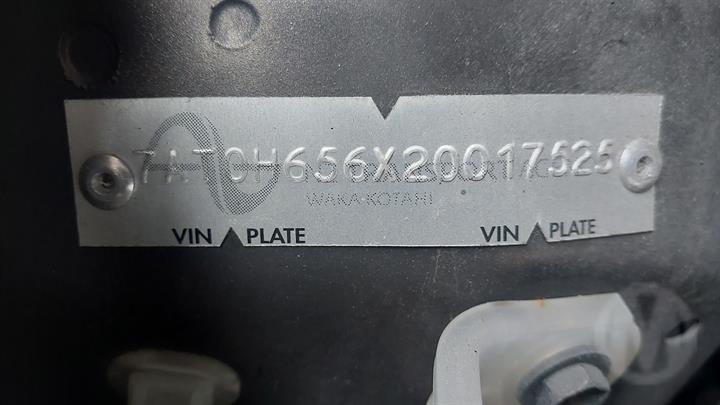 7AT0H656X20017525
WAKA KOTAHI
VIN PLATE VIN PLATE